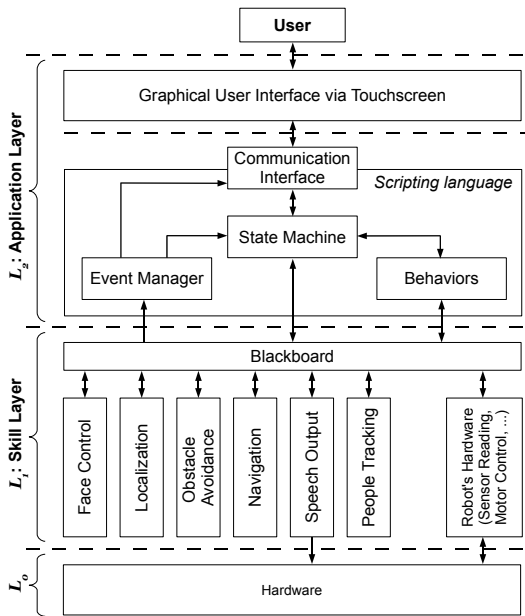 User
Graphical User Interface via Touchscreen
Communication
Interface
Scripting language
State Machine
Event Manager
Behaviors
L₂: Application Layer
Blackboard
Face Control
Localization
Obstacle
Avoidance
Navigation
Speech Output
People Tracking
Robot's Hardware
(Sensor Reading,
Motor Control, ...)
L₁: Skill Layer
Hardware
L₀